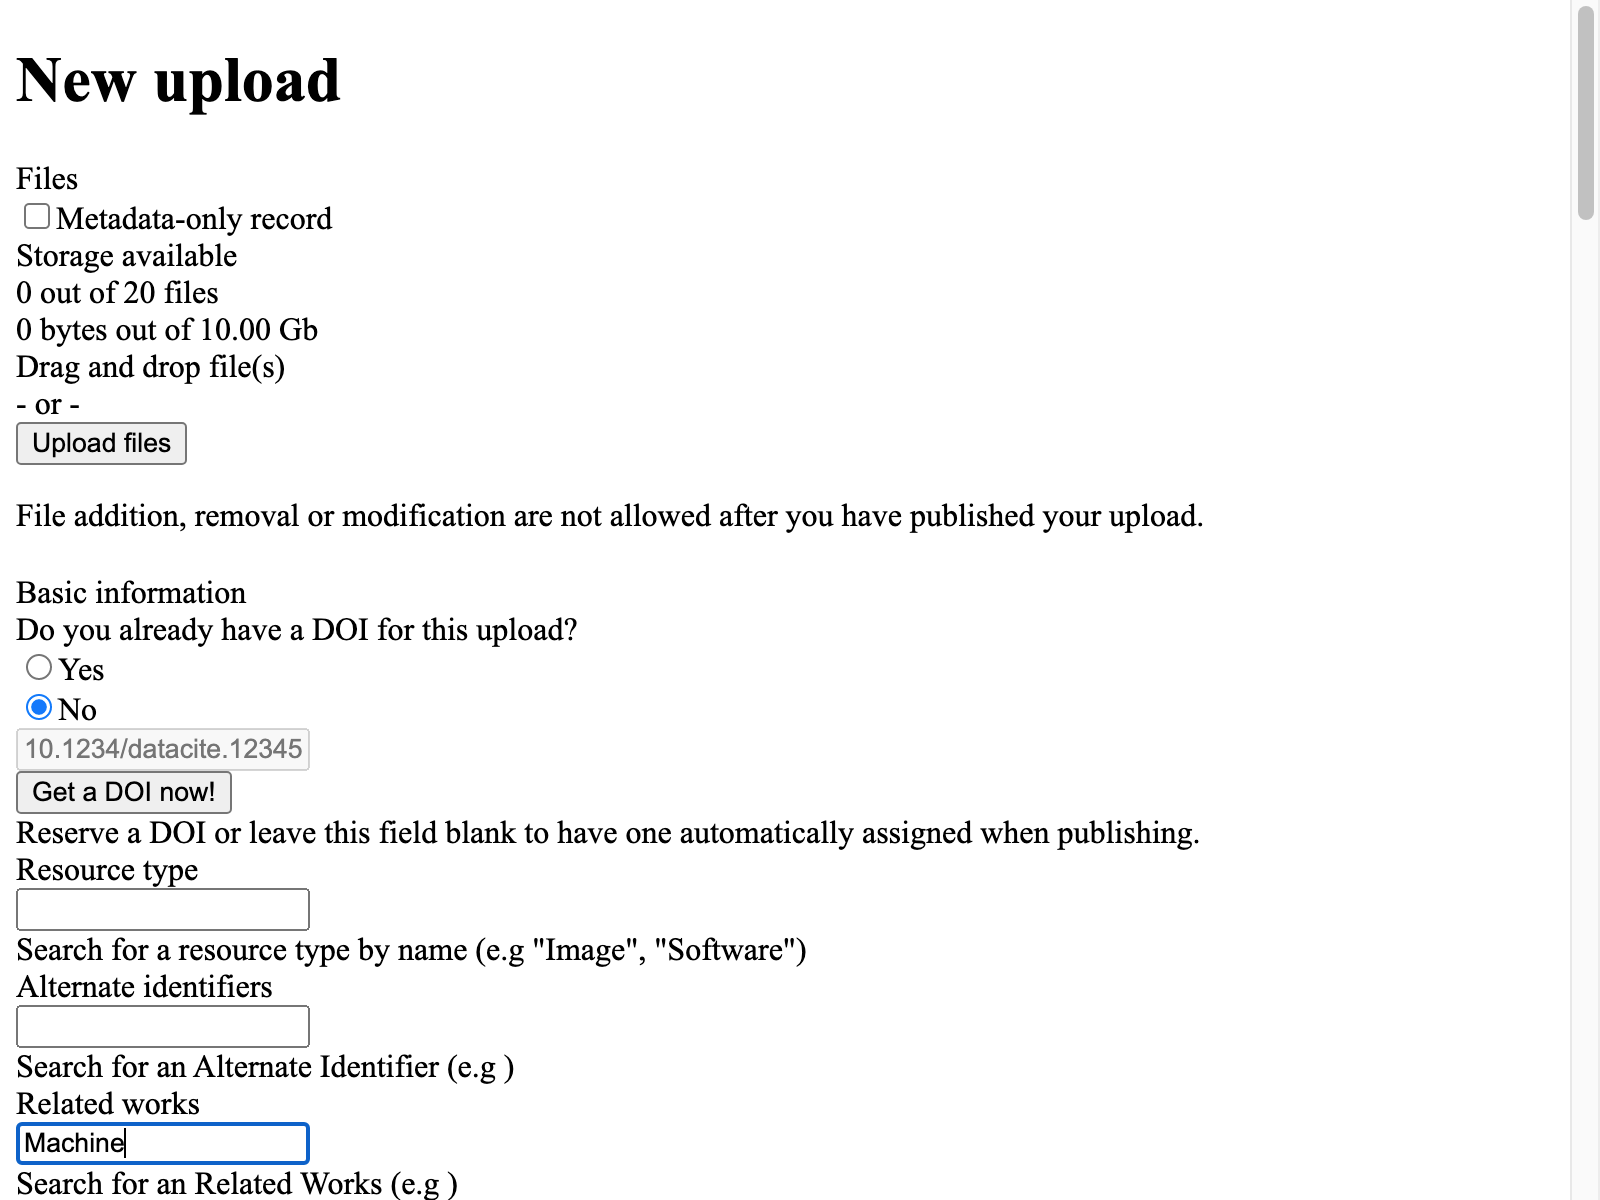 New upload
Files
Metadata-only record
Storage available
0 out of 20 files
0 bytes out of 10.00 Gb
Drag and drop file(s)
- or -
Upload files
File addition, removal or modification are not allowed after you have published your upload.
Basic information
Do you already have a DOI for this upload?
Yes
No
10.1234/datacite.12345
Get a DOI now!
Reserve a DOI or leave this field blank to have one automatically assigned when publishing.
Resource type
Search for a resource type by name (e.g "Image", "Software")
Alternate identifiers
Search for an Alternate Identifier (e.g )
Related works
Machine
Search for an Related Works (e.g )